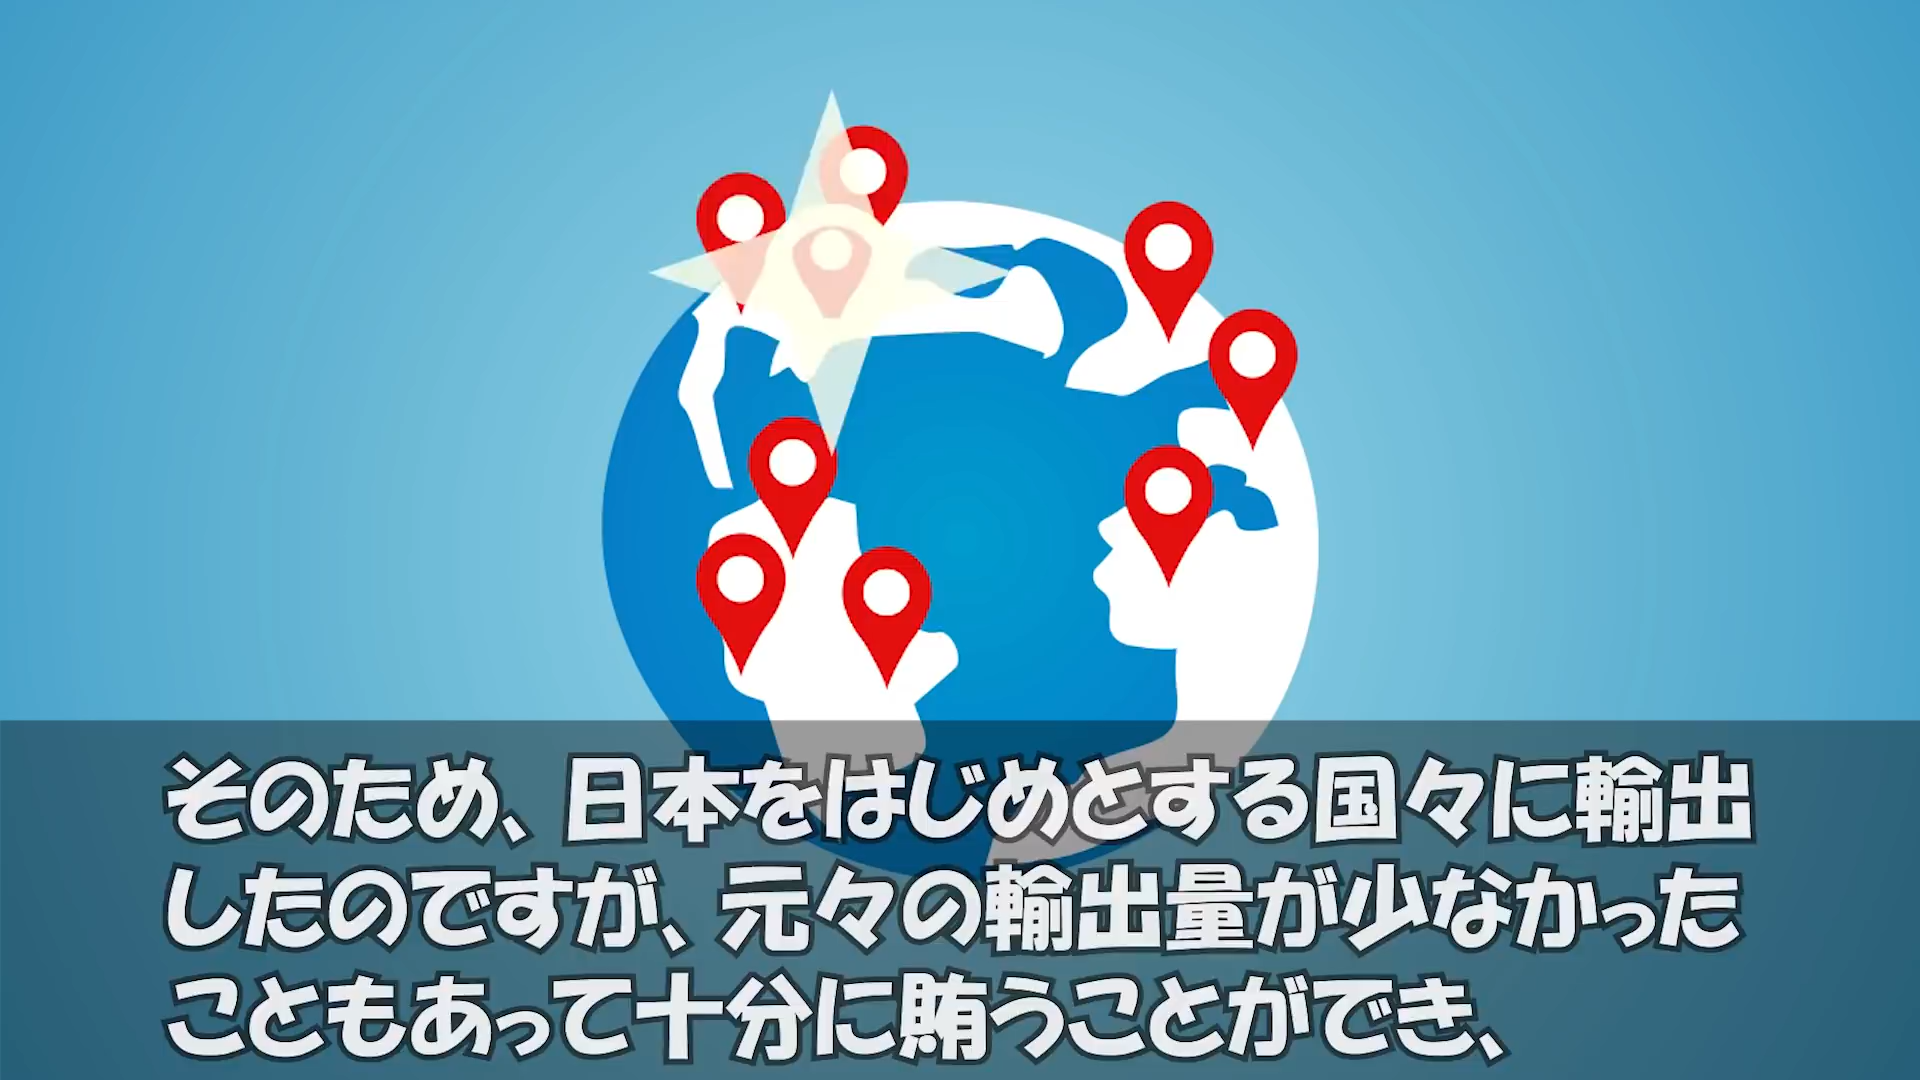 そのため、日本をはじめとする国々に輸出
したのですが、元々の輸出量が少なかった
こともあって十分に賄うことができ、